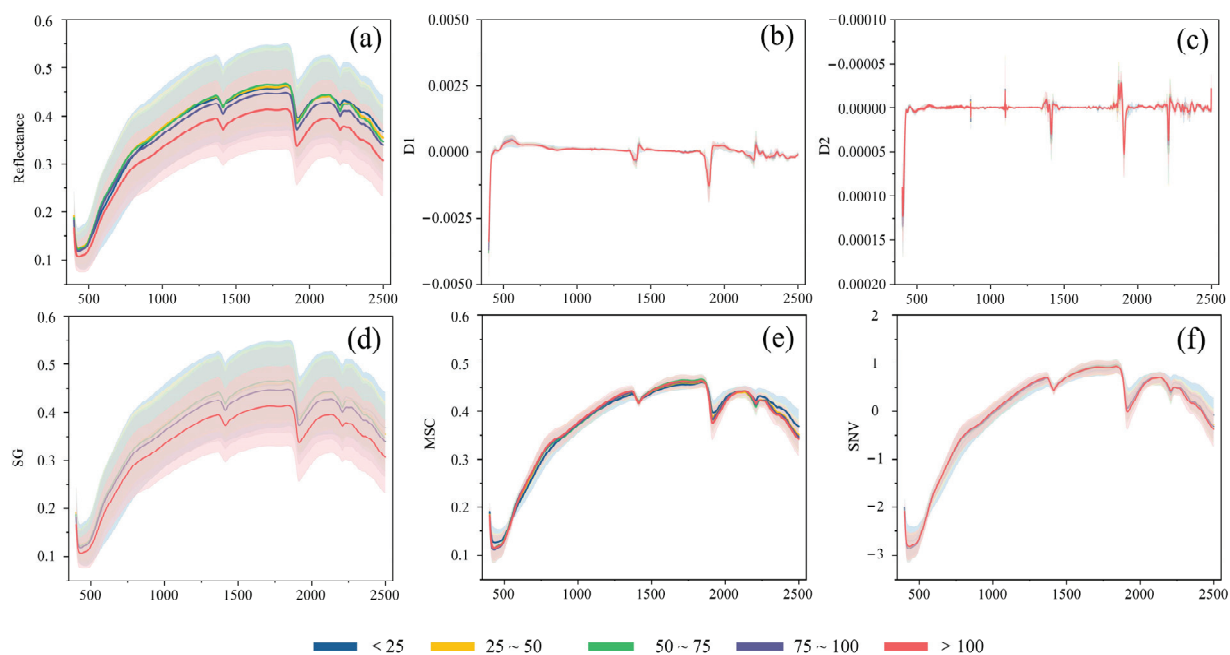 (a)
0.6
0.5
0.4
0.3
0.2
0.1
Reflectance
500 1000 1500 2000 2500
(b)
0.0050
0.0025
0.0000
−0.0025
−0.0050
D1
500 1000 1500 2000 2500
(c)
−0.00010
−0.00005
−0.00000
0.00005
0.00010
0.00015
0.00020
D2
500 1000 1500 2000 2500
(d)
0.6
0.5
0.4
0.3
0.2
0.1
SG
500 1000 1500 2000 2500
(e)
0.6
0.5
0.4
0.3
0.2
0.1
MSC
500 1000 1500 2000 2500
(f)
2
1
0
−1
−2
−3
SNV
500 1000 1500 2000 2500
< 25 25 ~ 50 50 ~ 75 75 ~ 100 > 100